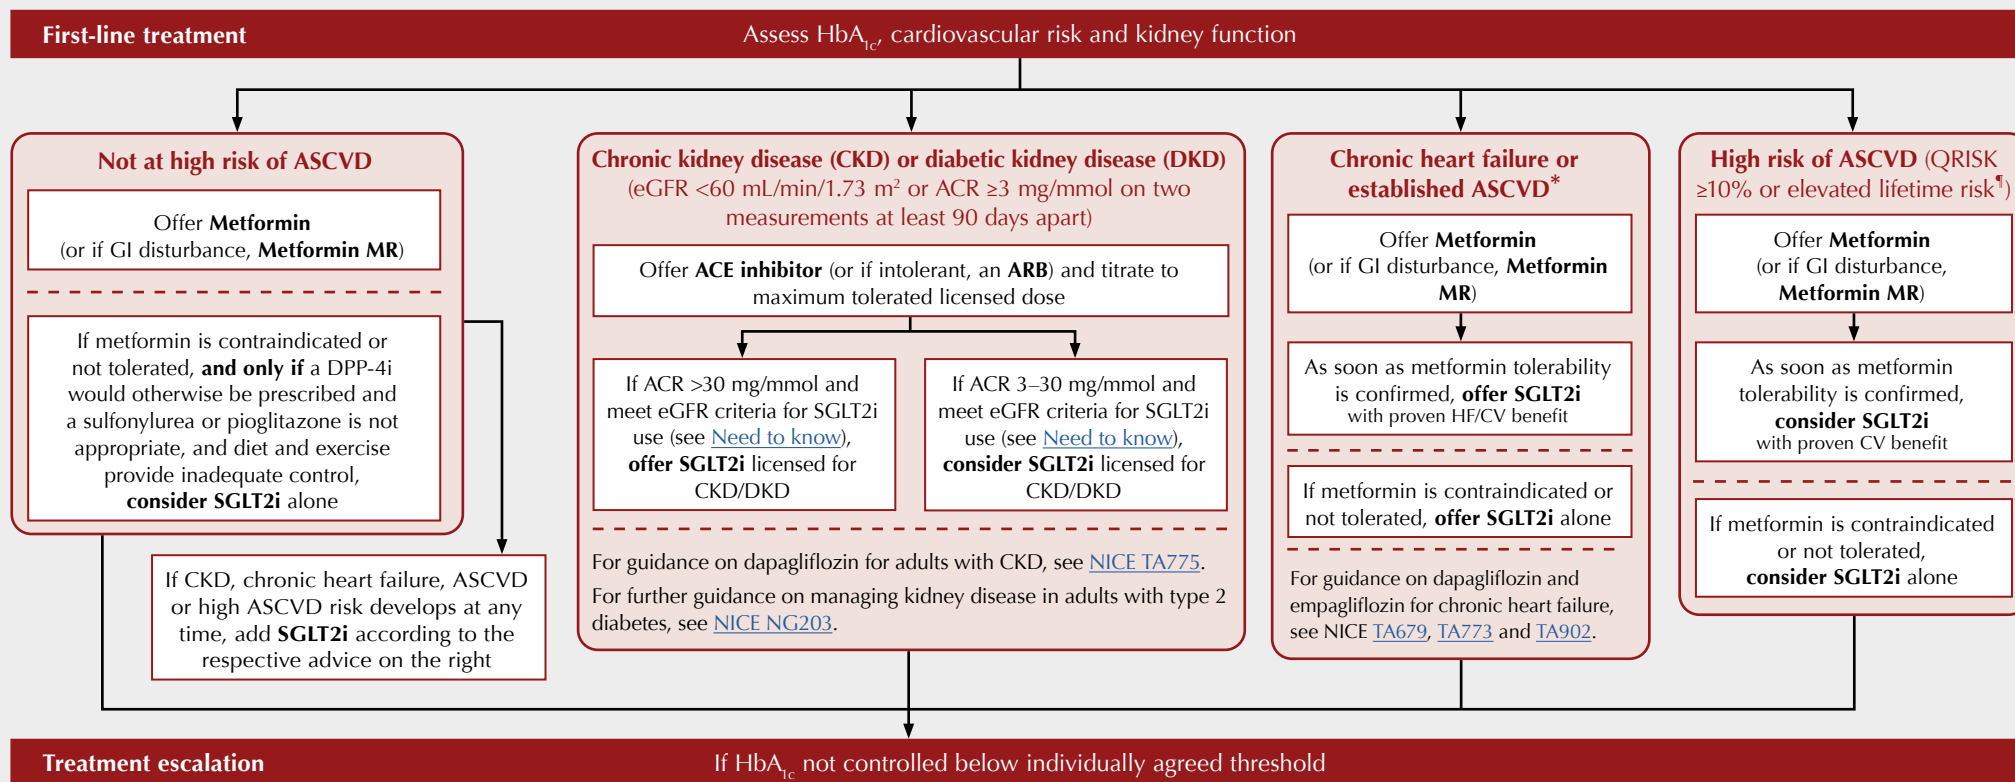 First-line treatment
Assess HbA1c, cardiovascular risk and kidney function
Not at high risk of ASCVD
Offer Metformin
(or if GI disturbance, Metformin MR)
If metformin is contraindicated or
not tolerated, and only if a DPP-4i
would otherwise be prescribed and
a sulfonylurea or pioglitazone is not
appropriate, and diet and exercise
provide inadequate control,
consider SGLT2i alone
If CKD, chronic heart failure, ASCVD
or high ASCVD risk develops at any
time, add SGLT2i according to the
respective advice on the right
Chronic kidney disease (CKD) or diabetic kidney disease (DKD)
(eGFR <60 mL/min/1.73 m² or ACR ≥3 mg/mmol on two
measurements at least 90 days apart)
Offer ACE inhibitor (or if intolerant, an ARB) and titrate to
maximum tolerated licensed dose
If ACR >30 mg/mmol and
meet eGFR criteria for SGLT2i
use (see Need to know),
offer SGLT2i licensed for
CKD/DKD
If ACR 3–30 mg/mmol and
meet eGFR criteria for SGLT2i
use (see Need to know),
consider SGLT2i licensed for
CKD/DKD
For guidance on dapagliflozin for adults with CKD, see NICE TA775.
For further guidance on managing kidney disease in adults with type 2
diabetes, see NICE NG203.
Chronic heart failure or
established ASCVD*
Offer Metformin
(or if GI disturbance, Metformin
MR)
As soon as metformin tolerability
is confirmed, offer SGLT2i
with proven HF/CV benefit
If metformin is contraindicated or
not tolerated, offer SGLT2i alone
For guidance on dapagliflozin and
empagliflozin for chronic heart failure,
see NICE TA679, TA773 and TA902.
High risk of ASCVD (QRISK
≥10% or elevated lifetime risk¶)
Offer Metformin
(or if GI disturbance,
Metformin MR)
As soon as metformin
tolerability is confirmed,
consider SGLT2i
with proven CV benefit
If metformin is contraindicated
or not tolerated,
consider SGLT2i alone
Treatment escalation
If HbA1c not controlled below individually agreed threshold